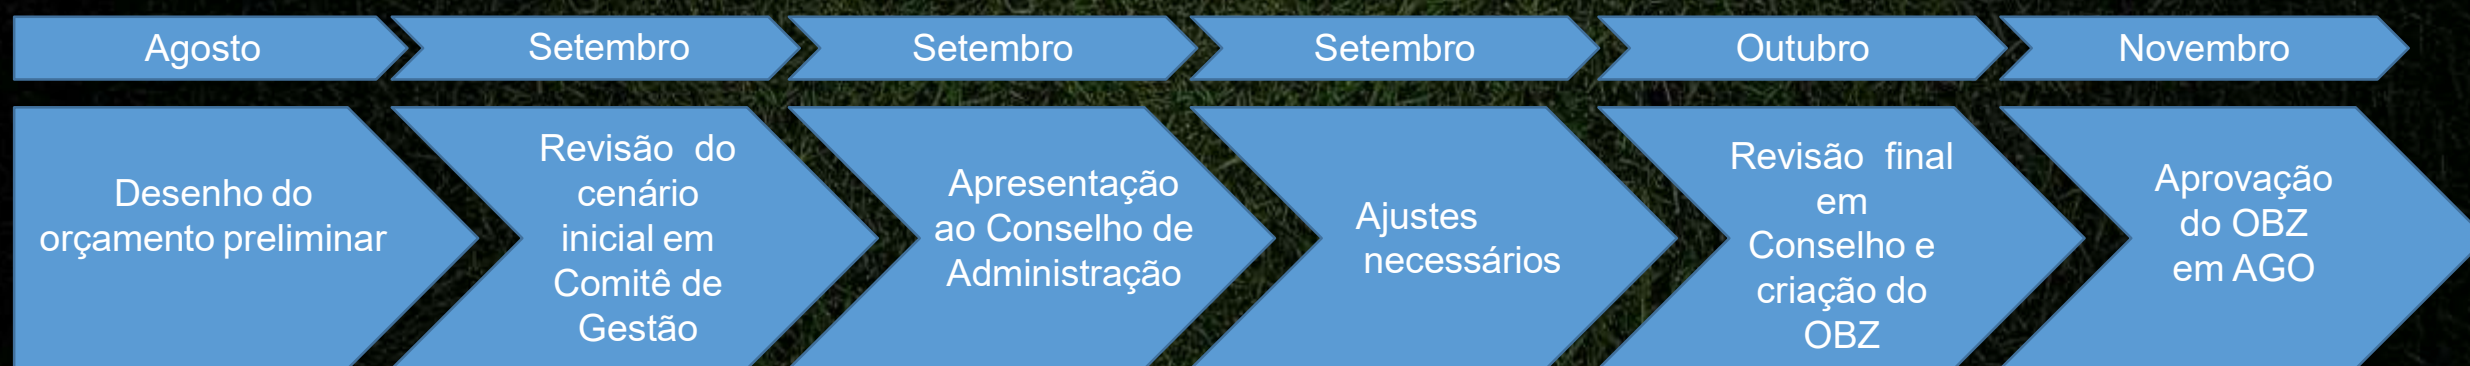 Agosto
Setembro
Setembro
Setembro
Outubro
Novembro
Desenho do
orçamento preliminar
Revisão do
cenário
inicial em
Comitê de
Gestão
Apresentação
ao Conselho de
Administração
Ajustes
necessários
Revisão final
em
Conselho e
criação do
OBZ
Aprovação
do OBZ
em AGO